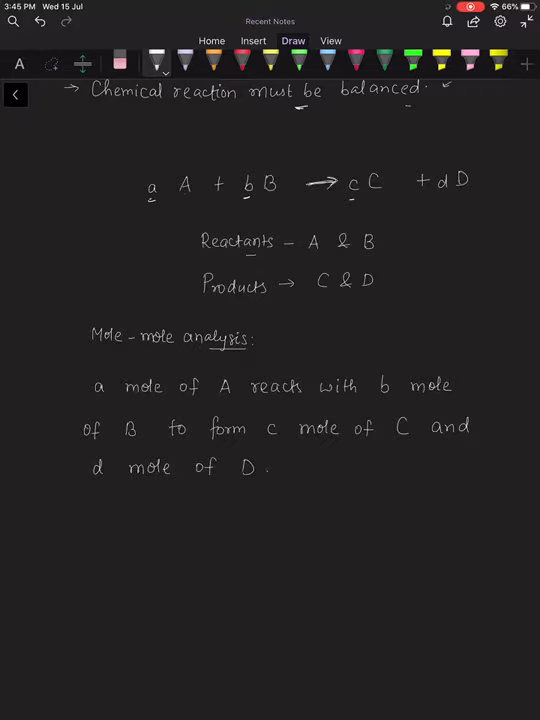 3:45 PM Wed 15 Jul 66%
Recent Notes
Home Insert Draw View
A
→ Chemical reaction must be balanced.
a A + b B → c C + d D
Reactants - A & B
Products → C & D
Mole-mole analysis:
a mole of A reacts with b mole
of B to form c mole of C and
d mole of D.